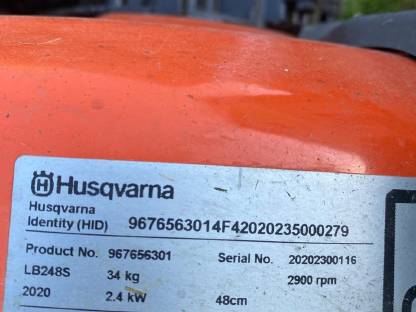 Husqvarna
Husqvarna
Identity (HID) 9676563014F42020235000279
Product No. 967656301 Serial No. 20202300116
LB248S 34 kg 2900 rpm
2020 2.4 kW 48cm